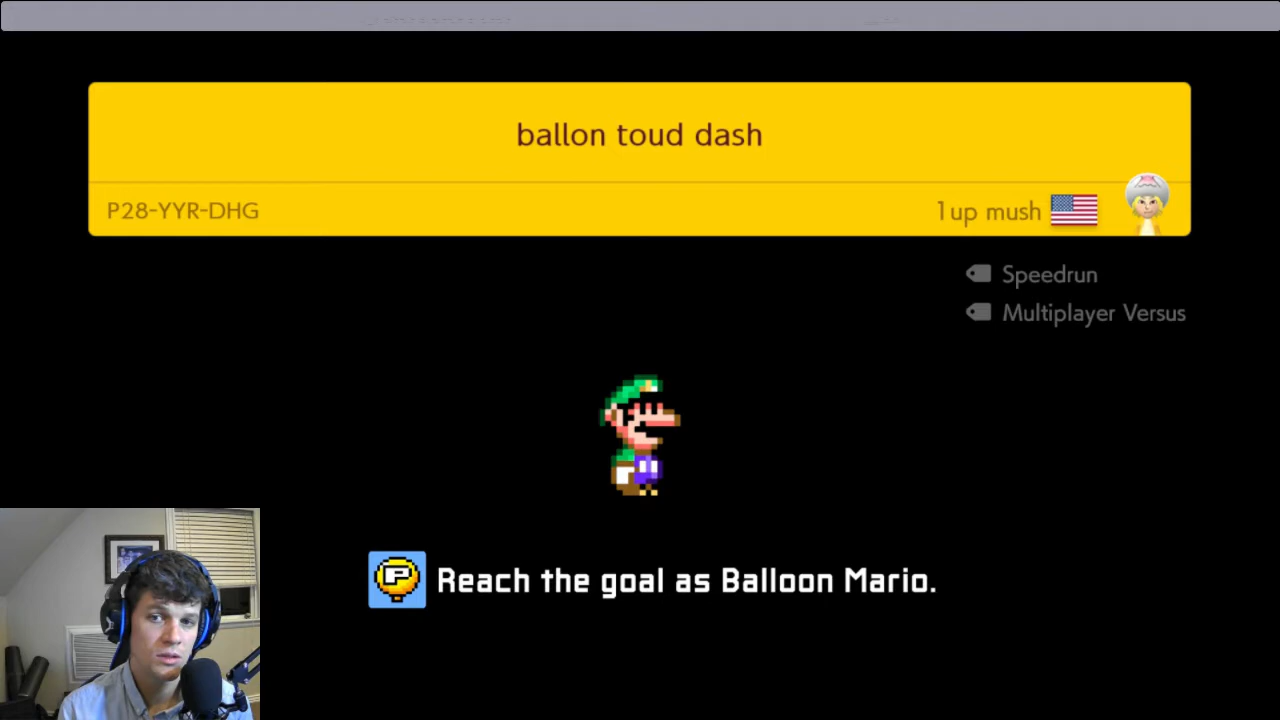 ballon toud dash
P28-YYR-DHG
1up mush
Speedrun
Multiplayer Versus
P Reach the goal as Balloon Mario.